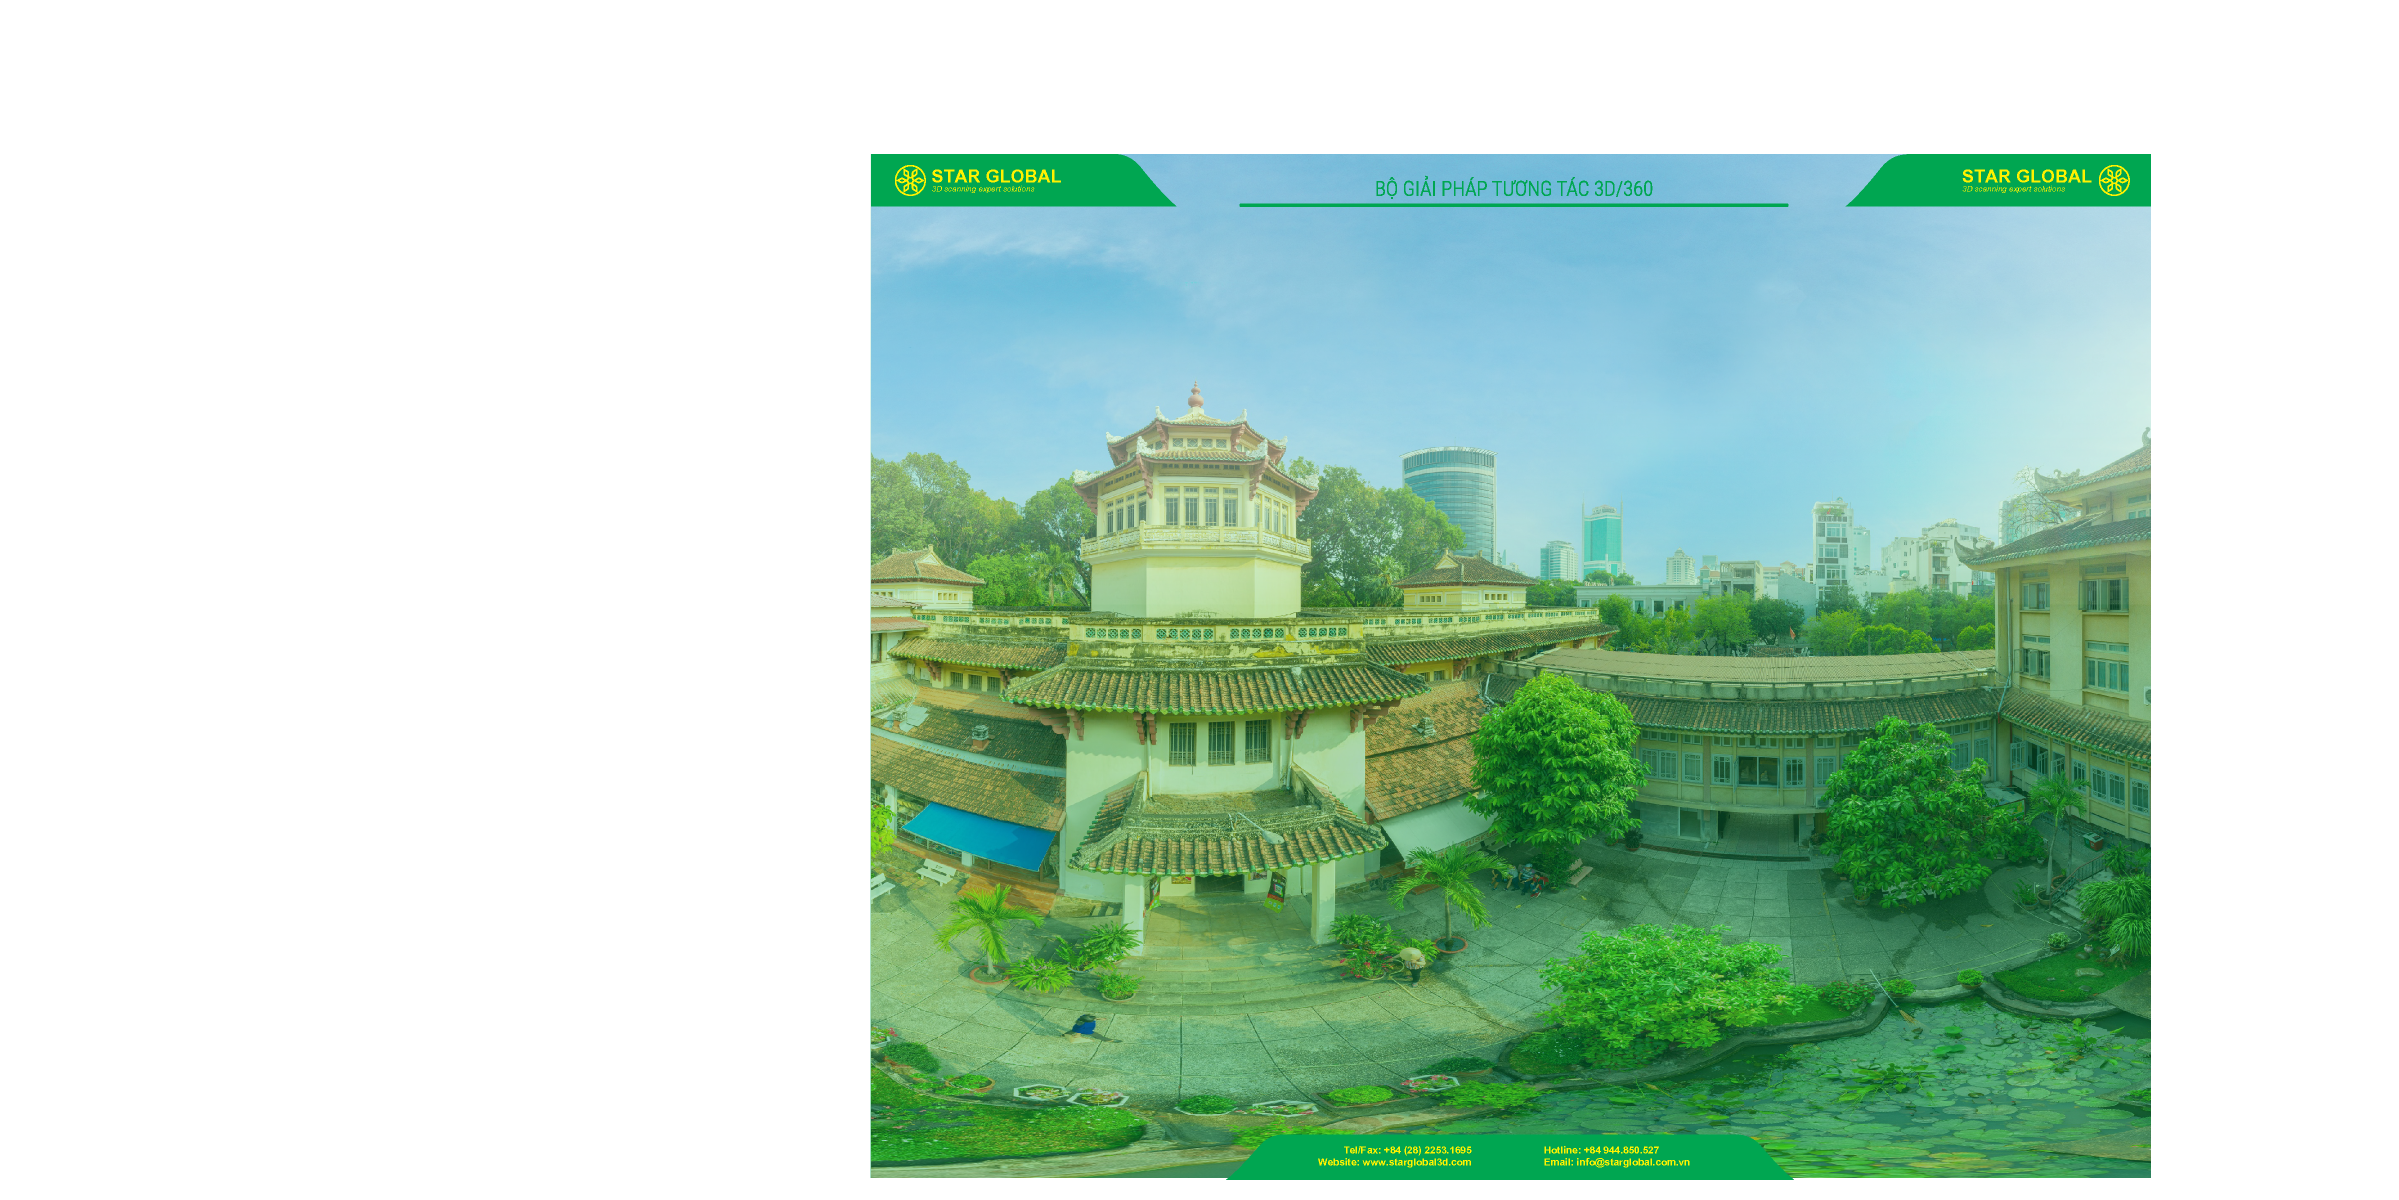 STAR GLOBAL
3D scanning expert solutions
BỘ GIẢI PHÁP TƯƠNG TÁC 3D/360
STAR GLOBAL
3D scanning expert solutions
Tel/Fax: +84 (28) 2253.1695
Website: www.starglobal3d.com
Hotline: +84 944.850.527
Email: info@starglobal.com.vn